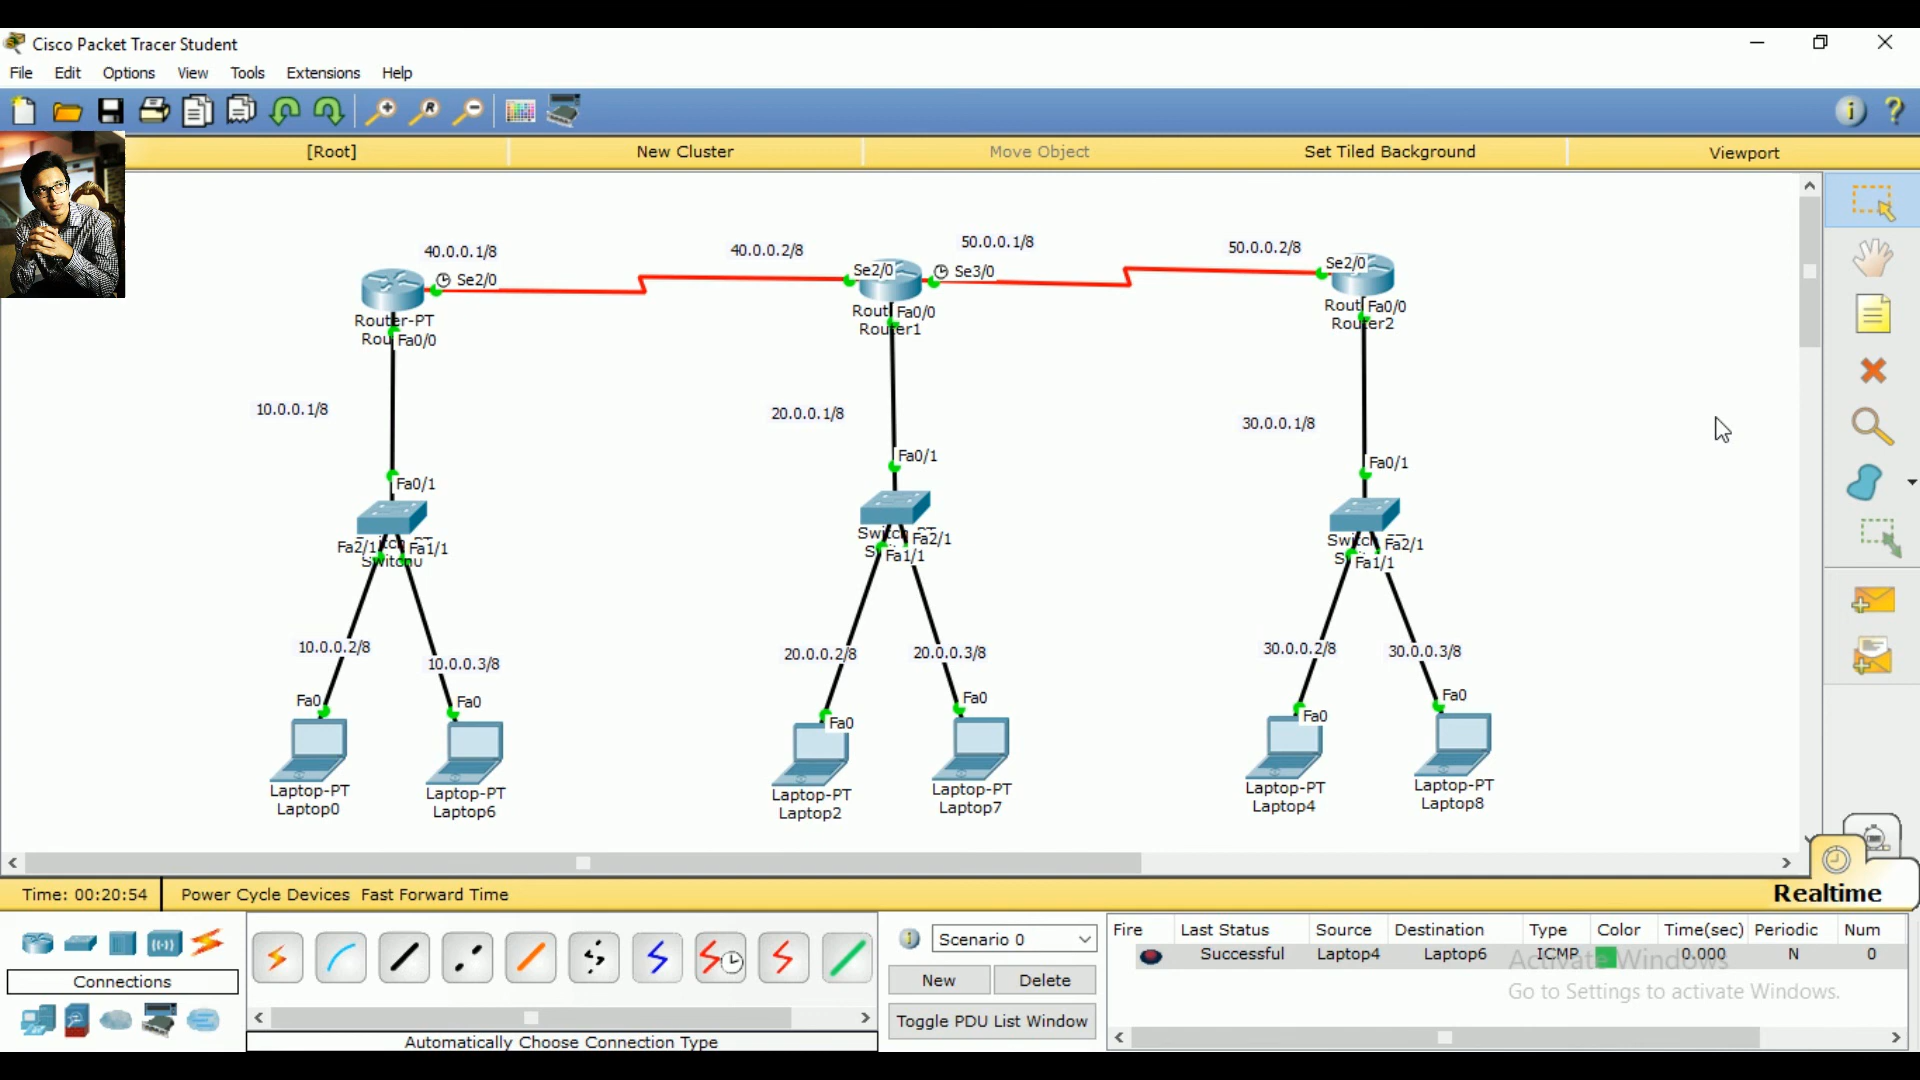 Cisco Packet Tracer Student
File Edit Options View Tools Extensions Help
[Root] New Cluster Move Object Set Tiled Background Viewport
40.0.0.1/8 40.0.0.2/8 50.0.0.1/8 50.0.0.2/8
Se2/0 Se2/0 Se3/0 Se2/0
Router-PT
Rou Fa0/0
Rout Fa0/0
Router1
Rout Fa0/0
Router2
10.0.0.1/8 20.0.0.1/8 30.0.0.1/8
Fa0/1 Fa0/1 Fa0/1
Fa2/1 Fa1/1
Switch0
Fa2/1
Fa1/1
Fa2/1
Fa1/1
10.0.0.2/8 10.0.0.3/8 20.0.0.2/8 20.0.0.3/8 30.0.0.2/8 30.0.0.3/8
Fa0 Fa0 Fa0 Fa0 Fa0 Fa0
Laptop-PT
Laptop0
Laptop-PT
Laptop6
Laptop-PT
Laptop2
Laptop-PT
Laptop7
Laptop-PT
Laptop4
Laptop-PT
Laptop8
Time: 00:20:54 Power Cycle Devices Fast Forward Time Realtime
Connections
Automatically Choose Connection Type
Scenario 0
New Delete
Toggle PDU List Window
Fire Last Status Source Destination Type Color Time(sec) Periodic Num
Successful Laptop4 Laptop6 ICMP 0.000 N 0
Activate Windows
Go to Settings to activate Windows.